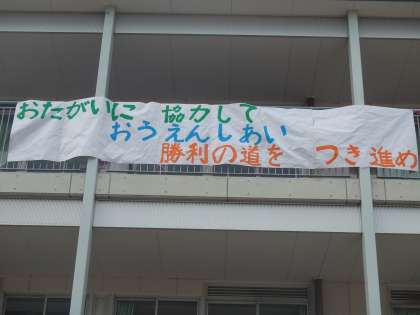 おたがいに 協力して
おうえんしあい
勝利の道を つき進め